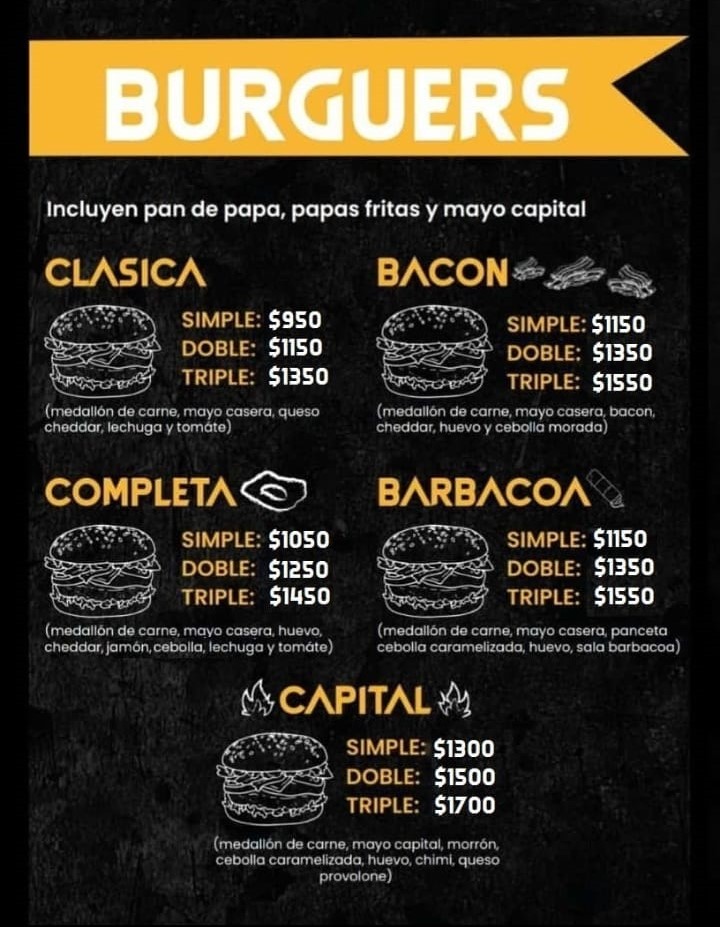 BURGUERS
Incluyen pan de papa, papas fritas y mayo capital
CLASICA
SIMPLE: $950
DOBLE: $1150
TRIPLE: $1350
(medallón de carne, mayo casera, queso
cheddar, lechuga y tomáte)
BACON
SIMPLE: $1150
DOBLE: $1350
TRIPLE: $1550
(medallón de carne, mayo casera, bacon,
cheddar, huevo y cebolla morada)
COMPLETA
SIMPLE: $1050
DOBLE: $1250
TRIPLE: $1450
(medallón de carne, mayo casera, huevo,
cheddar, jamón, cebolla, lechuga y tomáte)
BARBACOA
SIMPLE: $1150
DOBLE: $1350
TRIPLE: $1550
(medallón de carne, mayo casera, panceta
cebolla caramelizada, huevo, sala barbacoa)
CAPITAL
SIMPLE: $1300
DOBLE: $1500
TRIPLE: $1700
(medallón de carne, mayo capital, morrón,
cebolla caramelizada, huevo, chimi, queso
provolone)